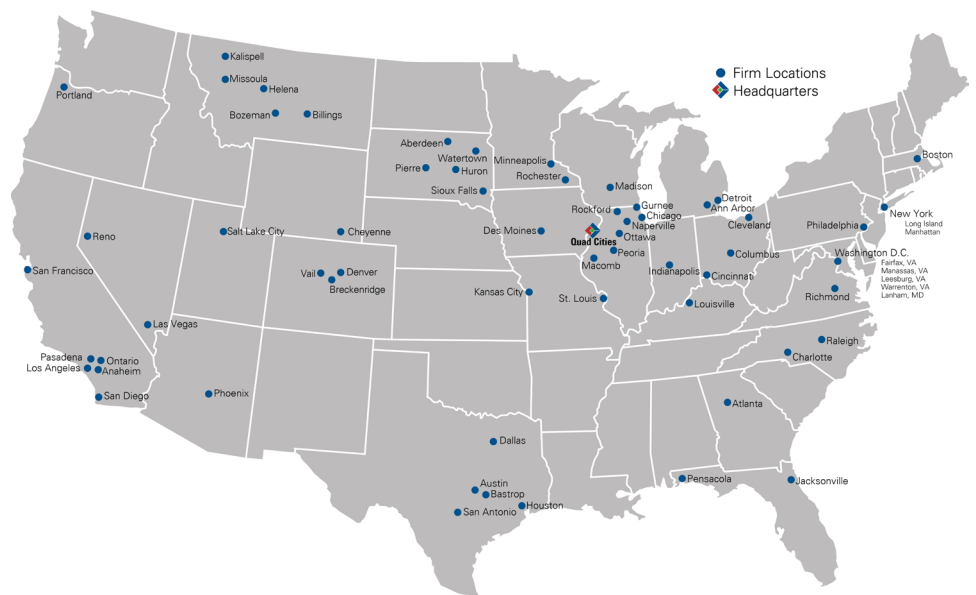 Firm Locations
Headquarters
Kalispell
Missoula
Helena
Portland
Bozeman
Billings
Aberdeen
Watertown
Pierre
Huron
Sioux Falls
Minneapolis
Rochester
Madison
Boston
Detroit
Ann Arbor
Rockford
Gurnee
Chicago
Naperville
Cleveland
New York
Long Island
Manhattan
Philadelphia
Reno
Salt Lake City
Cheyenne
Des Moines
Quad Cities
Ottawa
Peoria
Macomb
Indianapolis
Columbus
Cincinnati
Washington D.C.
Fairfax, VA
Manassas, VA
Leesburg, VA
Warrenton, VA
Lanham, MD
San Francisco
Vail
Denver
Breckenridge
Kansas City
St. Louis
Louisville
Richmond
Las Vegas
Raleigh
Charlotte
Pasadena
Ontario
Los Angeles
Anaheim
San Diego
Phoenix
Atlanta
Dallas
Austin
Bastrop
Houston
San Antonio
Pensacola
Jacksonville